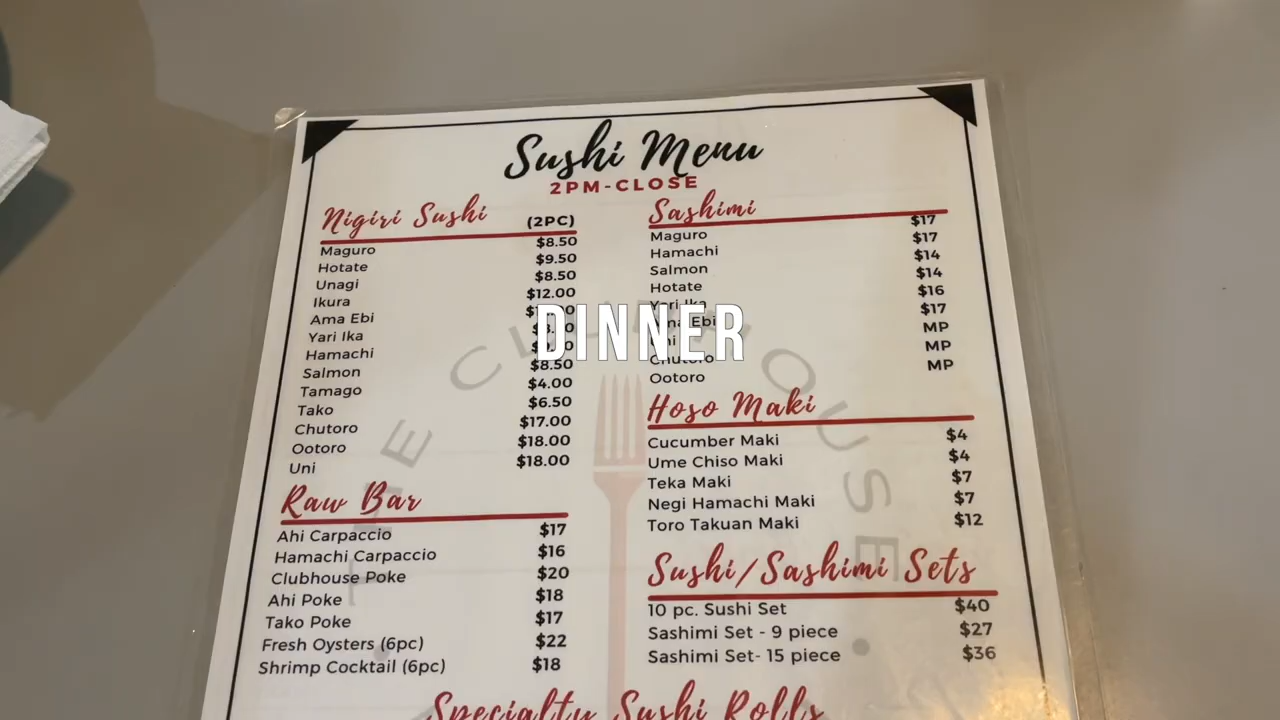 Sushi Menu
2PM-CLOSE
Nigiri Sushi (2PC)
Maguro $8.50
Hotate $9.50
Unagi $8.50
Ikura $12.00
Ama Ebi
Yari Ika
Hamachi
Salmon $8.50
Tamago $4.00
Tako $6.50
Chutoro $17.00
Ootoro $18.00
Uni $18.00
Raw Bar
Ahi Carpaccio $17
Hamachi Carpaccio $16
Clubhouse Poke $20
Ahi Poke $18
Tako Poke $17
Fresh Oysters (6pc) $22
Shrimp Cocktail (6pc) $18
Sashimi
Maguro $17
Hamachi $17
Salmon $14
Hotate $14
Yari Ika $16
Ama Ebi $17
MP
Chutoro MP
Ootoro MP
Hoso Maki
Cucumber Maki $4
Ume Chiso Maki $4
Teka Maki $7
Negi Hamachi Maki $7
Toro Takuan Maki $12
Sushi/Sashimi Sets
10 pc. Sushi Set $40
Sashimi Set - 9 piece $27
Sashimi Set- 15 piece $36
Specialty Sushi Rolls
DINNER
THE CLUBHOUSE